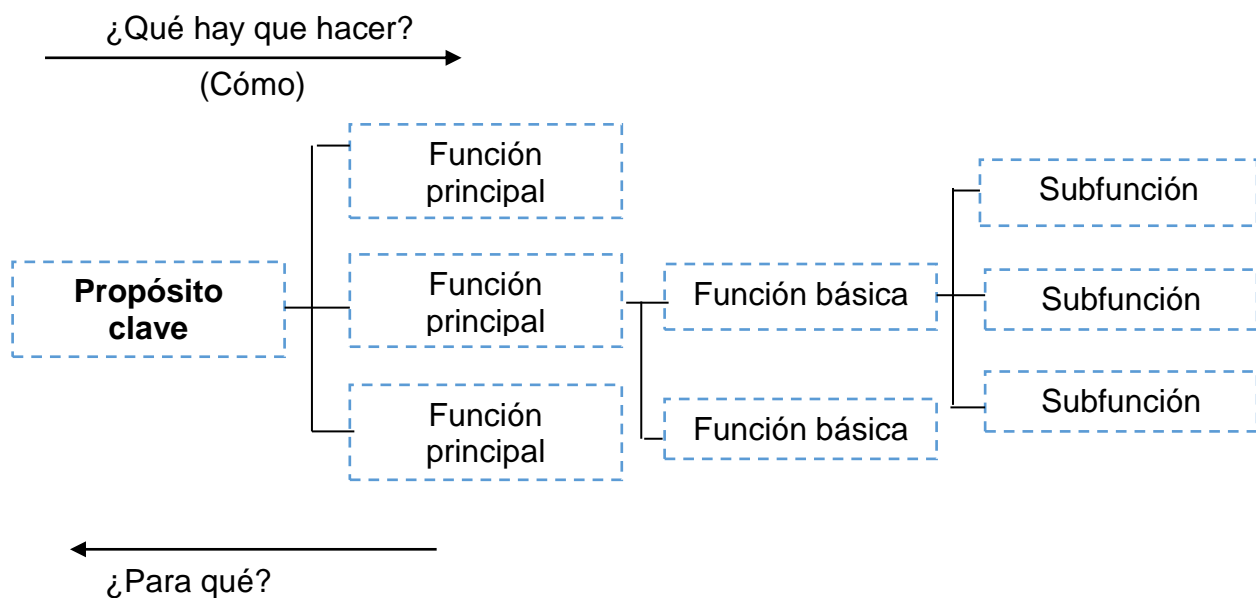 ¿Qué hay que hacer?
(Cómo)
Función
principal
Subfunción
Propósito
clave
Función
principal
Función básica
Subfunción
Función
principal
Función básica
Subfunción
¿Para qué?